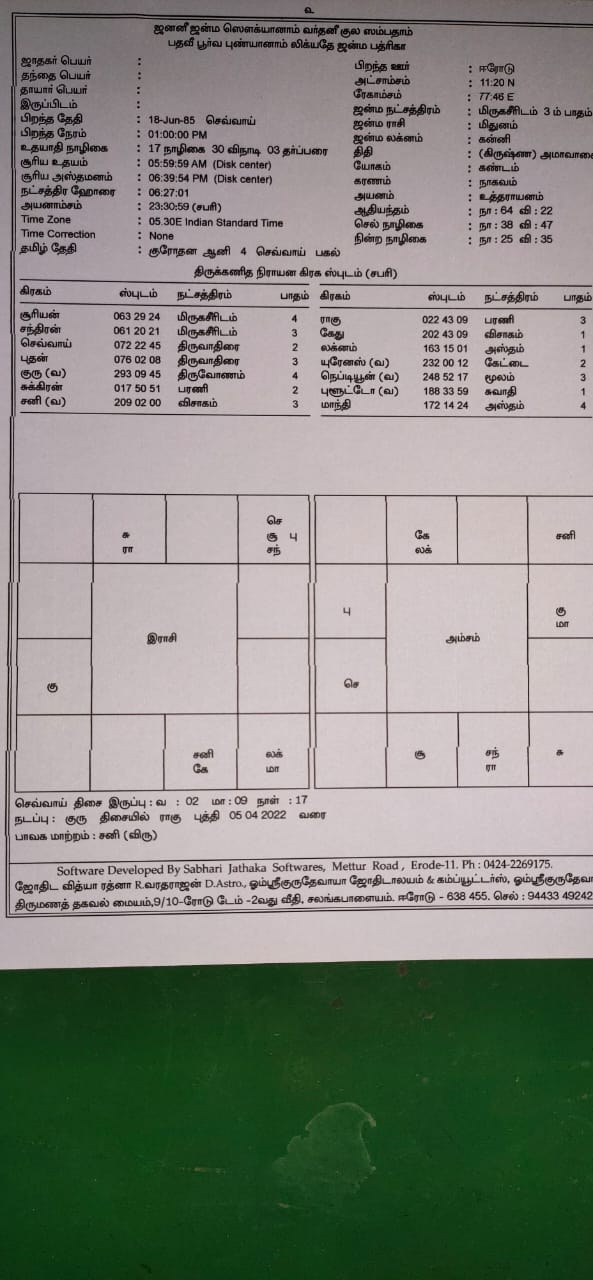 உ
ஜனனீ ஜன்ம ஸௌக்யானாம் வர்தனீ குல ஸம்பதாம்
பதவீ பூர்வ புண்யானாம் லிக்யதே ஜன்ம பத்ரிகா
ஜாதகர் பெயர் :
தந்தை பெயர் :
தாயார் பெயர் :
இருப்பிடம் :
பிறந்த தேதி : 18-Jun-85 செவ்வாய்
பிறந்த நேரம் : 01:00:00 PM
உதயாதி நாழிகை : 17 நாழிகை 30 விநாடி 03 தர்ப்பரை
சூரிய உதயம் : 05:59:59 AM (Disk center)
சூரிய அஸ்தமனம் : 06:39:54 PM (Disk center)
நட்சத்திர ஹோரை : 06:27:01
அயனாம்சம் : 23:30:59 (சபரி)
Time Zone : 05.30E Indian Standard Time
Time Correction : None
தமிழ் தேதி : குரோதன ஆனி 4 செவ்வாய் பகல்
பிறந்த ஊர் : ஈரோடு
அட்சாம்சம் : 11:20 N
ரேகாம்சம் : 77:46 E
ஜன்ம நட்சத்திரம் : மிருகசீரிடம் 3 ம் பாதம்
ஜன்ம ராசி : மிதுனம்
ஜன்ம லக்னம் : கன்னி
திதி : (கிருஷ்ண) அமாவாசை
யோகம் : கண்டம்
கரணம் : நாகவம்
அயனம் : உத்தராயனம்
ஆதியந்தம் : நா : 64 வி : 22
செல் நாழிகை : நா : 38 வி : 47
நின்ற நாழிகை : நா : 25 வி : 35
திருக்கணித நிராயன கிரக ஸ்புடம் (சபரி)
கிரகம் ஸ்புடம் நட்சத்திரம் பாதம்
சூரியன் 063 29 24 மிருகசீரிடம் 4
சந்திரன் 061 20 21 மிருகசீரிடம் 3
செவ்வாய் 072 22 45 திருவாதிரை 2
புதன் 076 02 08 திருவாதிரை 3
குரு (வ) 293 09 45 திருவோணம் 4
சுக்கிரன் 017 50 51 பரணி 2
சனி (வ) 209 02 00 விசாகம் 3
கிரகம் ஸ்புடம் நட்சத்திரம் பாதம்
ராகு 022 43 09 பரணி 3
கேது 202 43 09 விசாகம் 1
லக்னம் 163 15 01 அஸ்தம் 1
யுரேனஸ் (வ) 232 00 12 கேட்டை 2
நெப்டியூன் (வ) 248 52 17 மூலம் 3
புளூட்டோ (வ) 188 33 59 சுவாதி 1
மாந்தி 172 14 24 அஸ்தம் 4
சு
ரா
செ
சூ பு
சந்
இராசி
கு
சனி
கே
லக்
மா
கே
லக்
சனி
பு
கு
மா
அம்சம்
செ
சூ
சந்
ரா
சு
செவ்வாய் திசை இருப்பு : வ : 02 மா : 09 நாள் : 17
நடப்பு : குரு திசையில் ராகு புத்தி 05 04 2022 வரை
பாவக மாற்றம் : சனி (விரு)
Software Developed By Sabhari Jathaka Softwares, Mettur Road , Erode-11. Ph : 0424-2269175.
ஜோதிட வித்யா ரத்னா R.வரதராஜன் D.Astro., ஓம்ஸ்ரீகுருதேவாயா ஜோதிடாலயம் & கம்ப்யூட்டர்ஸ், ஓம்ஸ்ரீகுருதேவா
திருமணத் தகவல் மையம்,9/10-ரோடு டேம் -2வது வீதி, சலங்கபாளையம். ஈரோடு - 638 455. செல் : 94433 49242